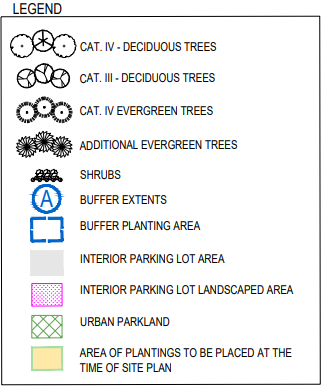 LEGEND
CAT. IV - DECIDUOUS TREES
CAT. III - DECIDUOUS TREES
CAT. IV EVERGREEN TREES
ADDITIONAL EVERGREEN TREES
SHRUBS
A BUFFER EXTENTS
BUFFER PLANTING AREA
INTERIOR PARKING LOT AREA
INTERIOR PARKING LOT LANDSCAPED AREA
URBAN PARKLAND
AREA OF PLANTINGS TO BE PLACED AT THE
TIME OF SITE PLAN